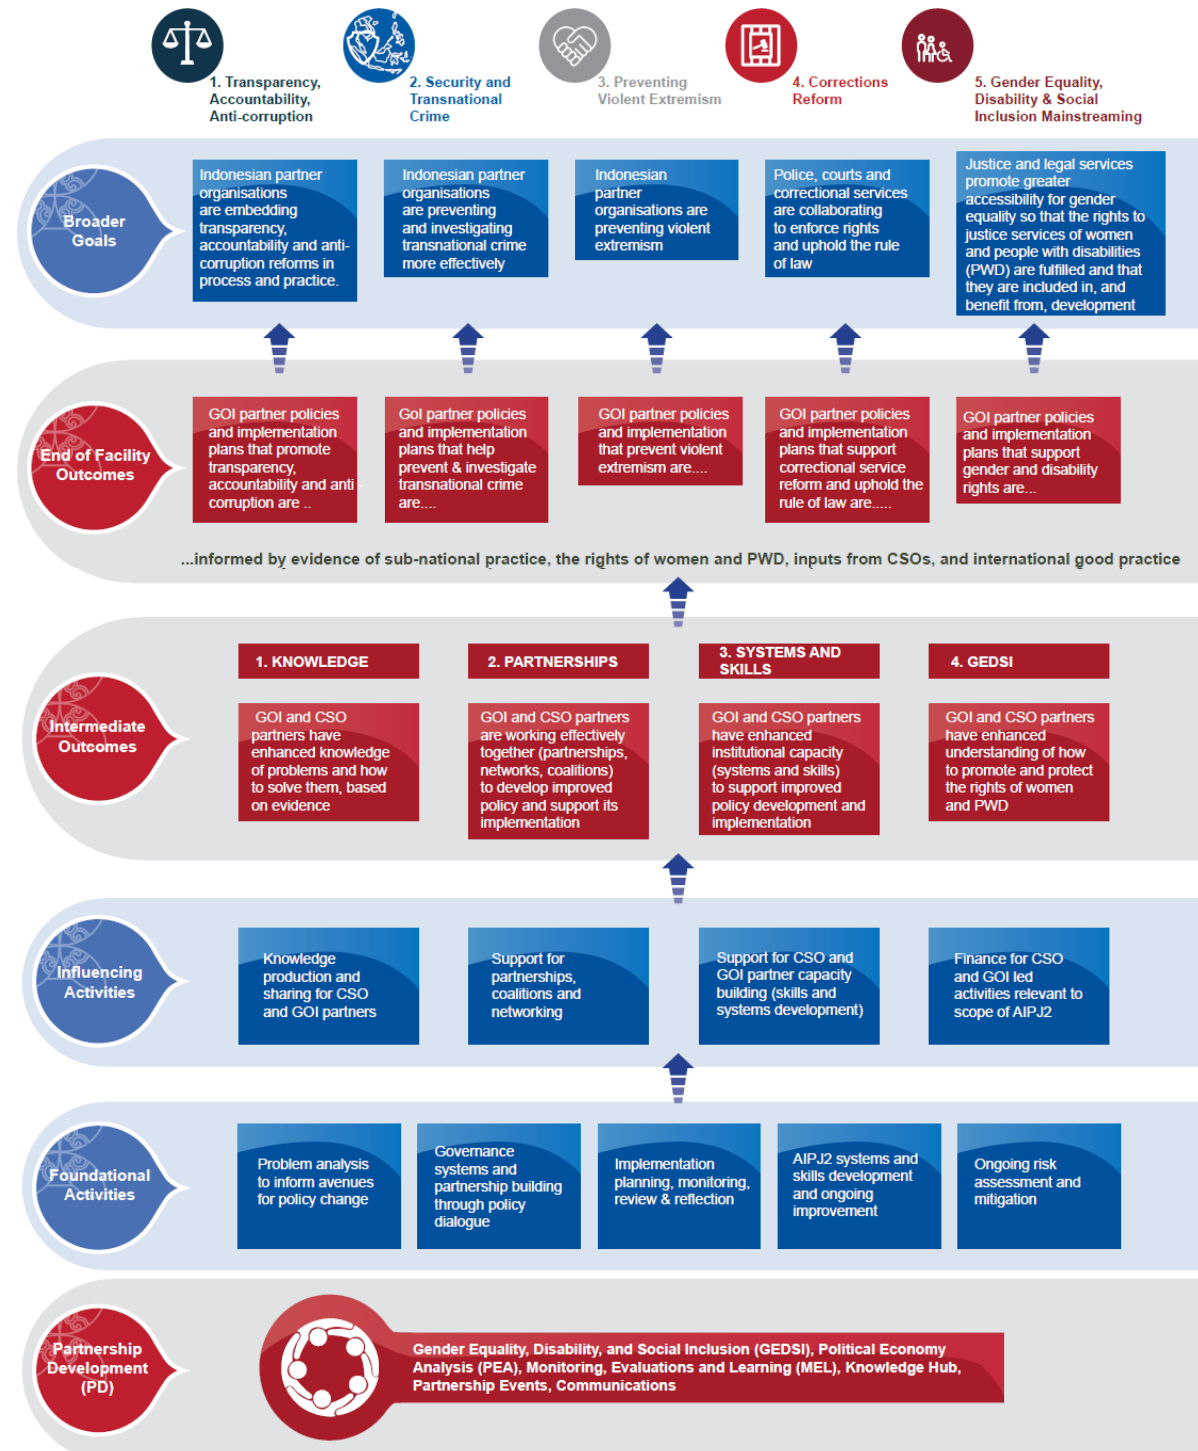 1. Transparency,
Accountability,
Anti-corruption
2. Security and
Transnational
Crime
3. Preventing
Violent Extremism
4. Corrections
Reform
5. Gender Equality,
Disability & Social
Inclusion Mainstreaming
Broader
Goals
Indonesian partner
organisations
are embedding
transparency,
accountability and anti-
corruption reforms in
process and practice.
Indonesian partner
organisations
are preventing
and investigating
transnational crime
more effectively
Indonesian
partner
organisations are
preventing violent
extremism
Police, courts and
correctional services
are collaborating
to enforce rights
and uphold the rule
of law
Justice and legal services
promote greater
accessibility for gender
equality so that the rights to
justice services of women
and people with disabilities
(PWD) are fulfilled and that
they are included in, and
benefit from, development
End of Facility
Outcomes
GOI partner policies
and implementation
plans that promote
transparency,
accountability and anti -
corruption are ..
GoI partner policies
and implementation
plans that help
prevent & investigate
transnational crime
are....
GOI partner policies
and implementation
that prevent violent
extremism are....
GOI partner policies
and implementation
plans that support
correctional service
reform and uphold the
rule of law are.....
GOI partner policies
and implementation
plans that support
gender and disability
rights are...
...informed by evidence of sub-national practice, the rights of women and PWD, inputs from CSOs, and international good practice
Intermediate
Outcomes
1. KNOWLEDGE
2. PARTNERSHIPS
3. SYSTEMS AND
SKILLS
4. GEDSI
GOI and CSO
partners have
enhanced knowledge
of problems and how
to solve them, based
on evidence
GOI and CSO partners
are working effectively
together (partnerships,
networks, coalitions)
to develop improved
policy and support its
implementation
GOI and CSO partners
have enhanced
institutional capacity
(systems and skills)
to support improved
policy development and
implementation
GOI and CSO partners
have enhanced
understanding of how
to promote and protect
the rights of women
and PWD
Influencing
Activities
Knowledge
production and
sharing for CSO
and GOI partners
Support for
partnerships,
coalitions and
networking
Support for CSO and
GOI partner capacity
building (skills and
systems development)
Finance for CSO
and GOI led
activities relevant to
scope of AIPJ2
Foundational
Activities
Problem analysis
to inform avenues
for policy change
Governance
systems and
partnership building
through policy
dialogue
Implementation
planning, monitoring,
review & reflection
AIPJ2 systems and
skills development
and ongoing
improvement
Ongoing risk
assessment and
mitigation
Partnership
Development
(PD)
Gender Equality, Disability, and Social Inclusion (GEDSI), Political Economy
Analysis (PEA), Monitoring, Evaluations and Learning (MEL), Knowledge Hub,
Partnership Events, Communications